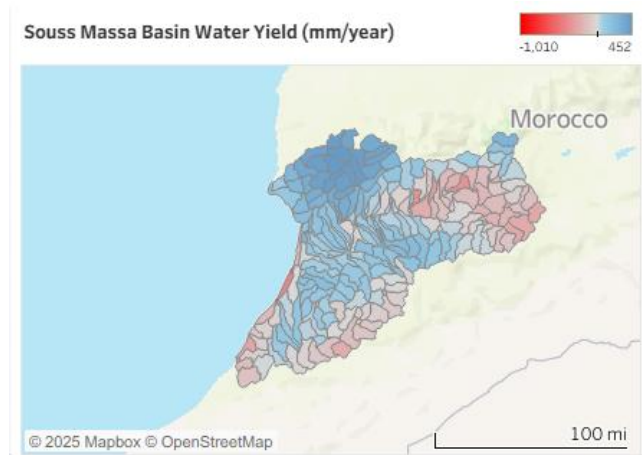 Souss Massa Basin Water Yield (mm/year)
-1,010 452
Morocco
100 mi
© 2025 Mapbox © OpenStreetMap